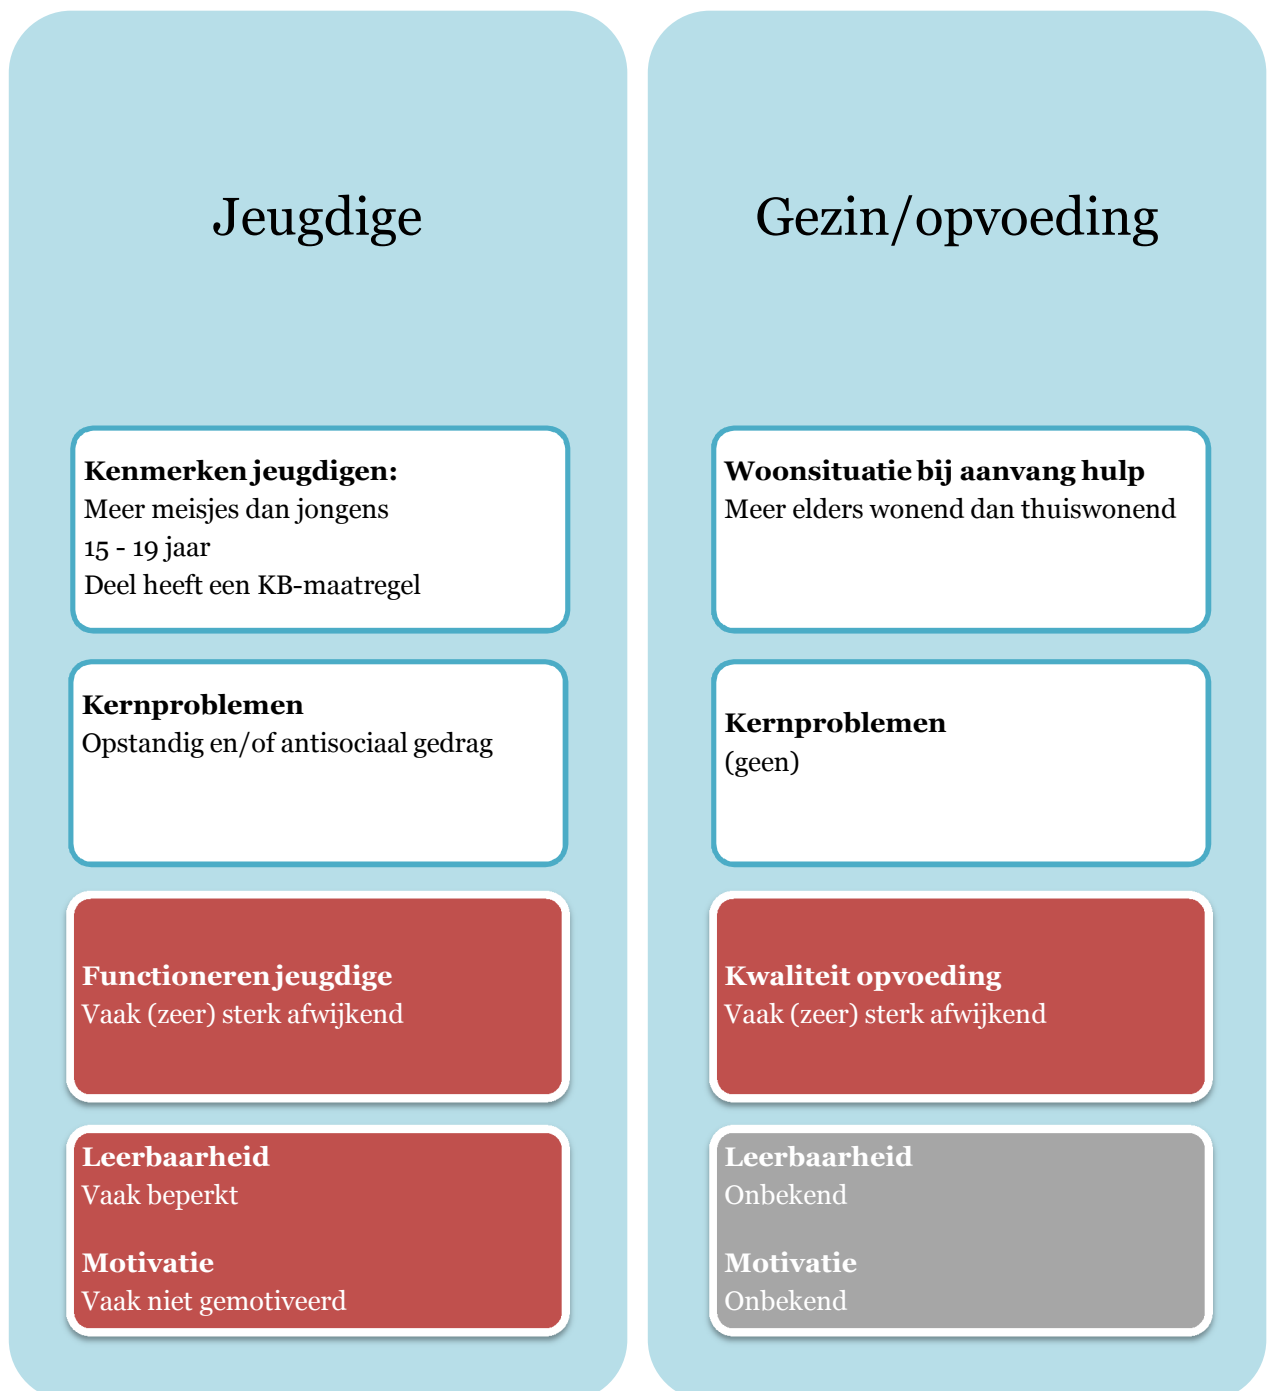 Jeugdige
Kenmerken jeugdigen:
Meer meisjes dan jongens
15 - 19 jaar
Deel heeft een KB-maatregel
Kernproblemen
Opstandig en/of antisociaal gedrag
Functioneren jeugdige
Vaak (zeer) sterk afwijkend
Leerbaarheid
Vaak beperkt
Motivatie
Vaak niet gemotiveerd
Gezin/opvoeding
Woonsituatie bij aanvang hulp
Meer elders wonend dan thuiswonend
Kernproblemen
(geen)
Kwaliteit opvoeding
Vaak (zeer) sterk afwijkend
Leerbaarheid
Onbekend
Motivatie
Onbekend